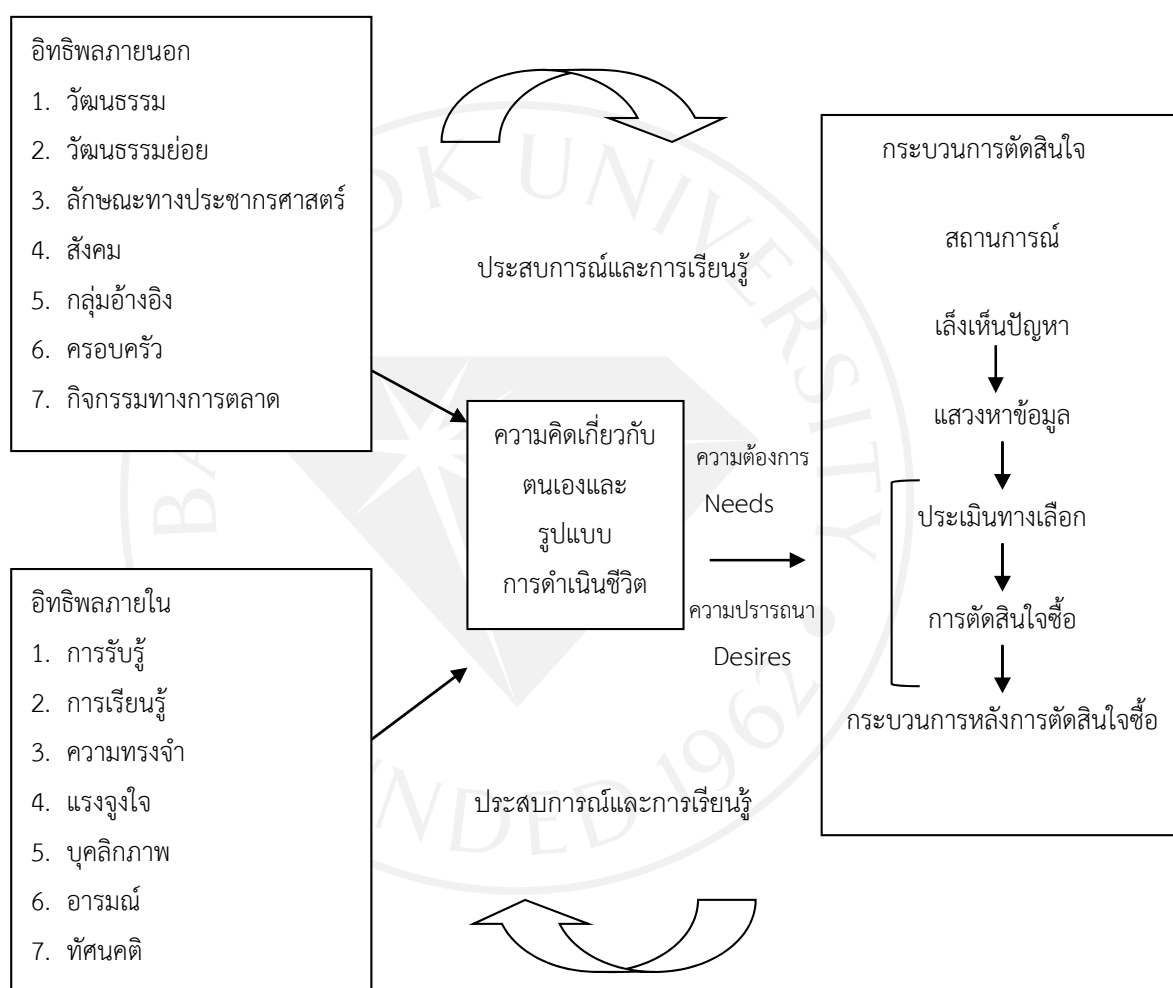 อิทธิพลภายนอก
1. วัฒนธรรม
2. วัฒนธรรมย่อย
3. ลักษณะทางประชากรศาสตร์
4. สังคม
5. กลุ่มอ้างอิง
6. ครอบครัว
7. กิจกรรมทางการตลาด
อิทธิพลภายใน
1. การรับรู้
2. การเรียนรู้
3. ความทรงจำ
4. แรงจูงใจ
5. บุคลิกภาพ
6. อารมณ์
7. ทัศนคติ
ประสบการณ์และการเรียนรู้
ความคิดเกี่ยวกับ
ตนเองและ
รูปแบบ
การดำเนินชีวิต
ความต้องการ
Needs
ความปรารถนา
Desires
ประสบการณ์และการเรียนรู้
กระบวนการตัดสินใจ
สถานการณ์
เล็งเห็นปัญหา
แสวงหาข้อมูล
ประเมินทางเลือก
การตัดสินใจซื้อ
กระบวนการหลังการตัดสินใจซื้อ